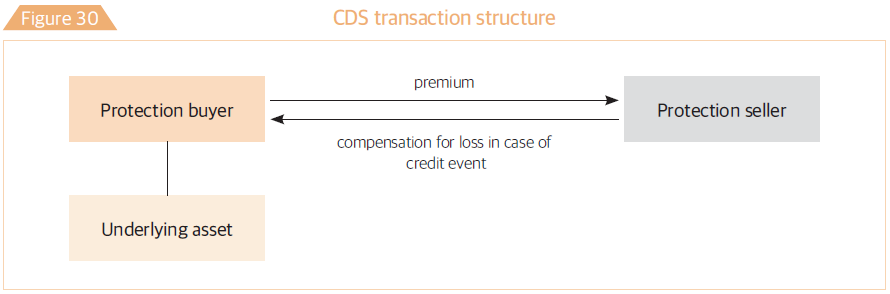 Figure 30
CDS transaction structure
premium
Protection buyer
Protection seller
compensation for loss in case of
credit event
Underlying asset